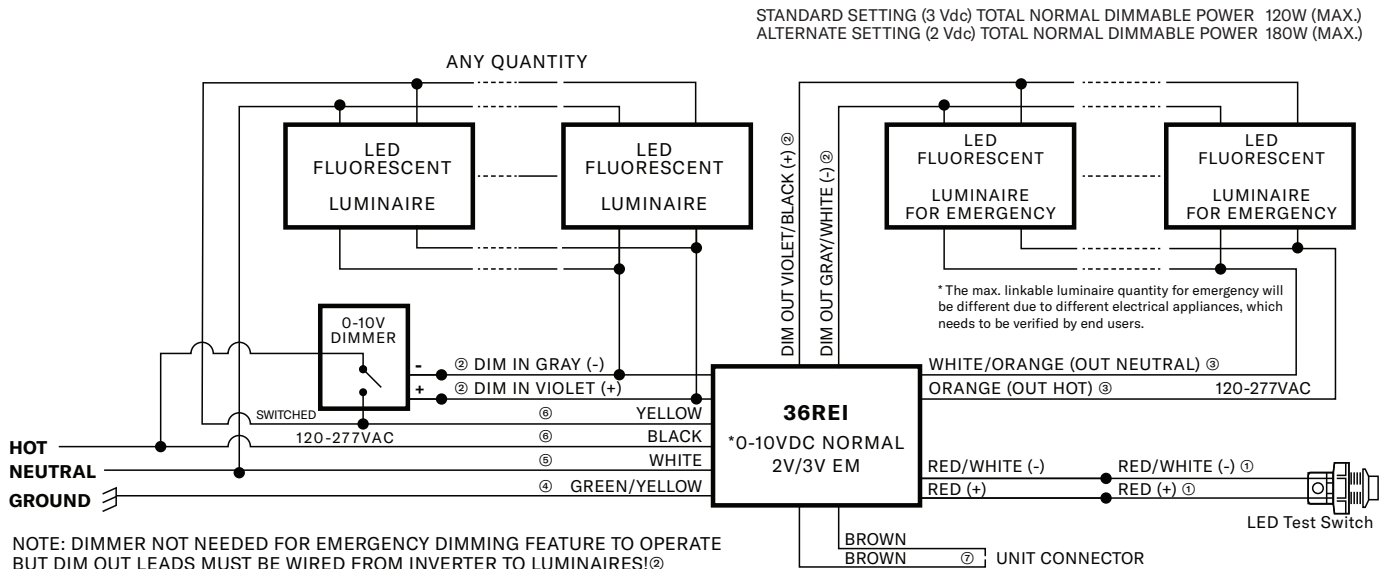 STANDARD SETTING (3 Vdc) TOTAL NORMAL DIMMABLE POWER 120W (MAX.)
ALTERNATE SETTING (2 Vdc) TOTAL NORMAL DIMMABLE POWER 180W (MAX.)
ANY QUANTITY
LED
FLUORESCENT
LUMINAIRE
LED
FLUORESCENT
LUMINAIRE
DIM OUT VIOLET/BLACK (+) ②
DIM OUT GRAY/WHITE (-) ②
LED
FLUORESCENT
LUMINAIRE
FOR EMERGENCY
LED
FLUORESCENT
LUMINAIRE
FOR EMERGENCY
* The max. linkable luminaire quantity for emergency will
be different due to different electrical appliances, which
needs to be verified by end users.
0-10V
DIMMER
- ② DIM IN GRAY (-)
+ ② DIM IN VIOLET (+)
SWITCHED
120-277VAC
⑥ YELLOW
⑥ BLACK
⑤ WHITE
④ GREEN/YELLOW
HOT
NEUTRAL
GROUND
36REI
*0-10VDC NORMAL
2V/3V EM
WHITE/ORANGE (OUT NEUTRAL) ③
ORANGE (OUT HOT) ③ 120-277VAC
RED/WHITE (-) RED/WHITE (-) ①
RED (+) RED (+) ①
LED Test Switch
BROWN
BROWN ⑦ UNIT CONNECTOR
NOTE: DIMMER NOT NEEDED FOR EMERGENCY DIMMING FEATURE TO OPERATE
BUT DIM OUT LEADS MUST BE WIRED FROM INVERTER TO LUMINAIRES!②